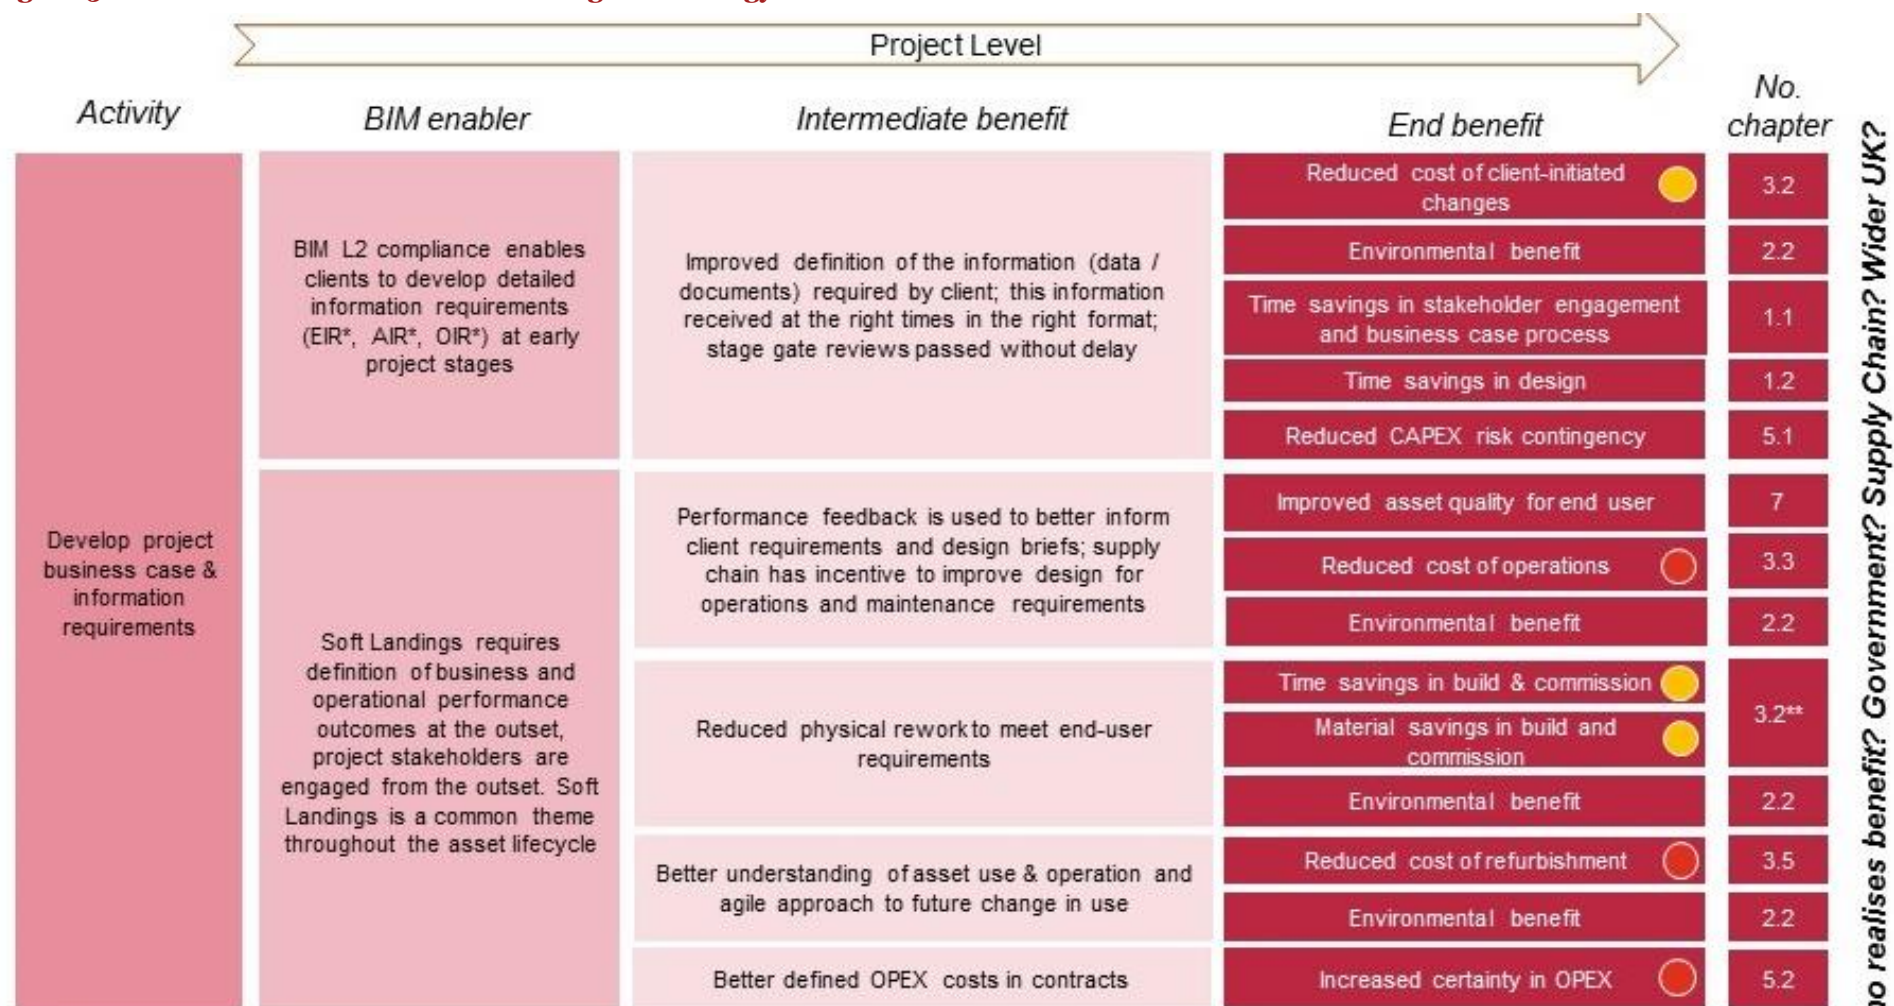 Project Level
Activity
BIM enabler
Intermediate benefit
End benefit
No.
chapter
Develop project
business case &
information
requirements
BIM L2 compliance enables
clients to develop detailed
information requirements
(EIR*, AIR*, OIR*) at early
project stages
Improved definition of the information (data /
documents) required by client; this information
received at the right times in the right format;
stage gate reviews passed without delay
Reduced cost of client-initiated
changes
3.2
Environmental benefit
2.2
Time savings in stakeholder engagement
and business case process
1.1
Time savings in design
1.2
Reduced CAPEX risk contingency
5.1
Soft Landings requires
definition of business and
operational performance
outcomes at the outset,
project stakeholders are
engaged from the outset. Soft
Landings is a common theme
throughout the asset lifecycle
Performance feedback is used to better inform
client requirements and design briefs; supply
chain has incentive to improve design for
operations and maintenance requirements
Improved asset quality for end user
7
Reduced cost of operations
3.3
Environmental benefit
2.2
Reduced physical rework to meet end-user
requirements
Time savings in build & commission
Material savings in build and
commission
3.2**
Environmental benefit
2.2
Better understanding of asset use & operation and
agile approach to future change in use
Reduced cost of refurbishment
3.5
Environmental benefit
2.2
Better defined OPEX costs in contracts
Increased certainty in OPEX
5.2
realises benefit? Government? Supply Chain? Wider UK?